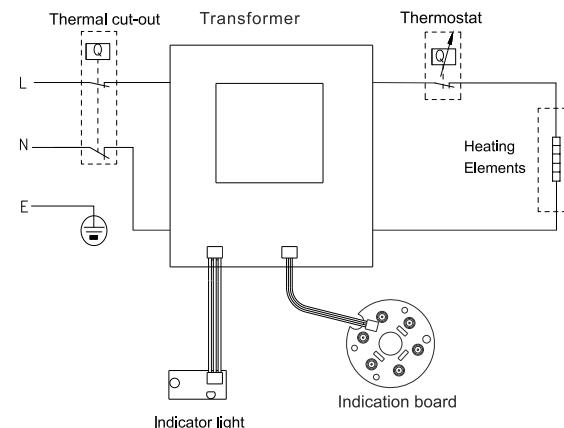 Thermal cut-out
Transformer
Thermostat
Q
Q
L
N
Heating
Elements
E
Indication board
Indicator light